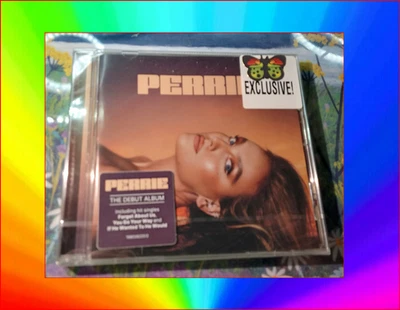 PERRIE
EXCLUSIVE!
PERRIE
THE DEBUT ALBUM
Including hit singles
Forget About Us,
You Go Your Way and
If He Wanted To He Would